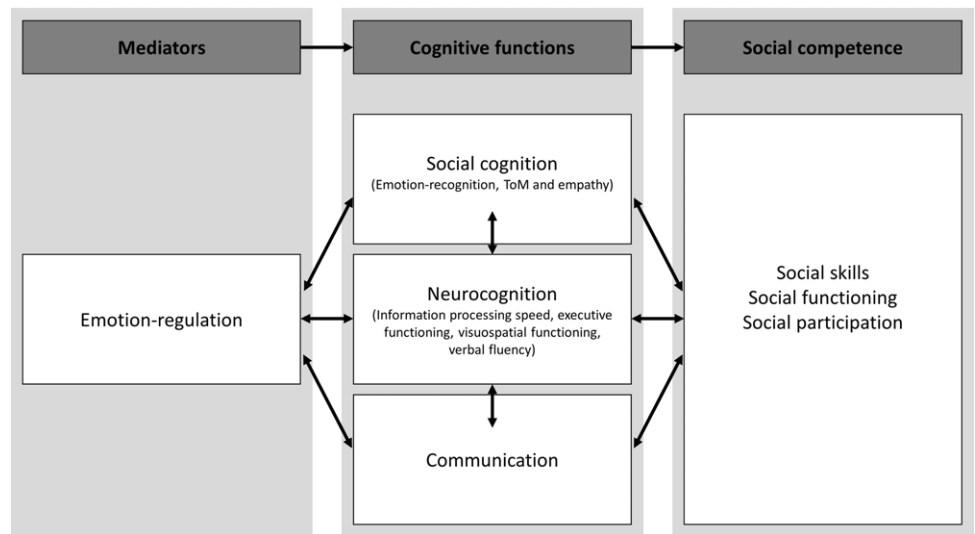 Mediators
Cognitive functions
Social competence
Emotion-regulation
Social cognition
(Emotion-recognition, ToM and empathy)
Neurocognition
(Information processing speed, executive
functioning, visuospatial functioning,
verbal fluency)
Communication
Social skills
Social functioning
Social participation